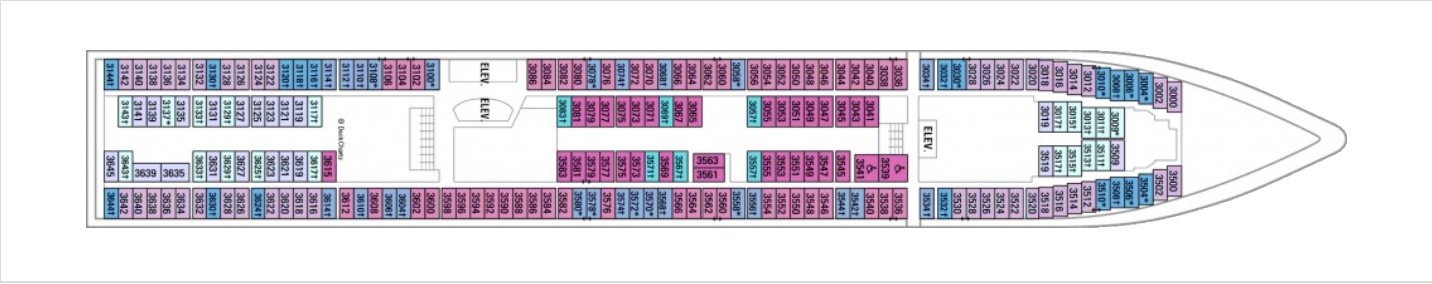 3144† 3142 3140 3138 3136 3134 3132 3130† 3128 3126 3124 3122 3120† 3118† 3116† 3114† 3112† 3110† 3108* 3106 3104 3102 3100* ELEV. 3086 3084 3082 3080 3078* 3076 3074† 3072 3070 3068† 3066 3064 3062 3060 3058* 3056 3054 3052 3050 3048 3046 3044 3042 3040 3038 3034† 3032† 3030* 3028 3026 3024 3022 3020 3018 3016 3014 3012 3010* 3008† 3006* 3004* 3002 3000
3143† 3141 3139 3137* 3135 3133† 3131 3129† 3127 3125 3123 3121 3119 3117† ELEV. 3083† 3081 3079 3077 3075 3073 3071 3069† 3067 3065 3057† 3055 3053 3051 3049 3047 3045 3043 3041 3019 3017† 3015† 3013† 3011† 3009*
© DeckCharts
ELEV.
3645 3643† 3639 3635 3633† 3631 3629† 3627 3625† 3623 3621 3619 3617† 3615 3583 3581 3579 3577 3575 3573 3571† 3569 3567† 3563 3557† 3555 3553 3551 3549 3547 3545 3541 3539 3519 3517† 3515† 3513† 3511† 3509
3561
3644† 3642 3640 3638 3636 3634 3632 3630† 3628 3626 3624† 3622 3620 3618 3616 3614† 3612 3610† 3608 3606† 3604† 3602 3600 3598 3596 3594 3592 3590 3588 3586 3584 3582 3580* 3578* 3576 3574† 3572* 3570* 3568† 3566 3564 3562 3560 3558* 3556† 3554 3552 3550 3548 3546 3544† 3542† 3540 3538 3536 3534† 3532† 3530 3528 3526 3524 3522 3520 3518 3516 3514 3512 3510* 3508† 3506* 3504* 3502 3500